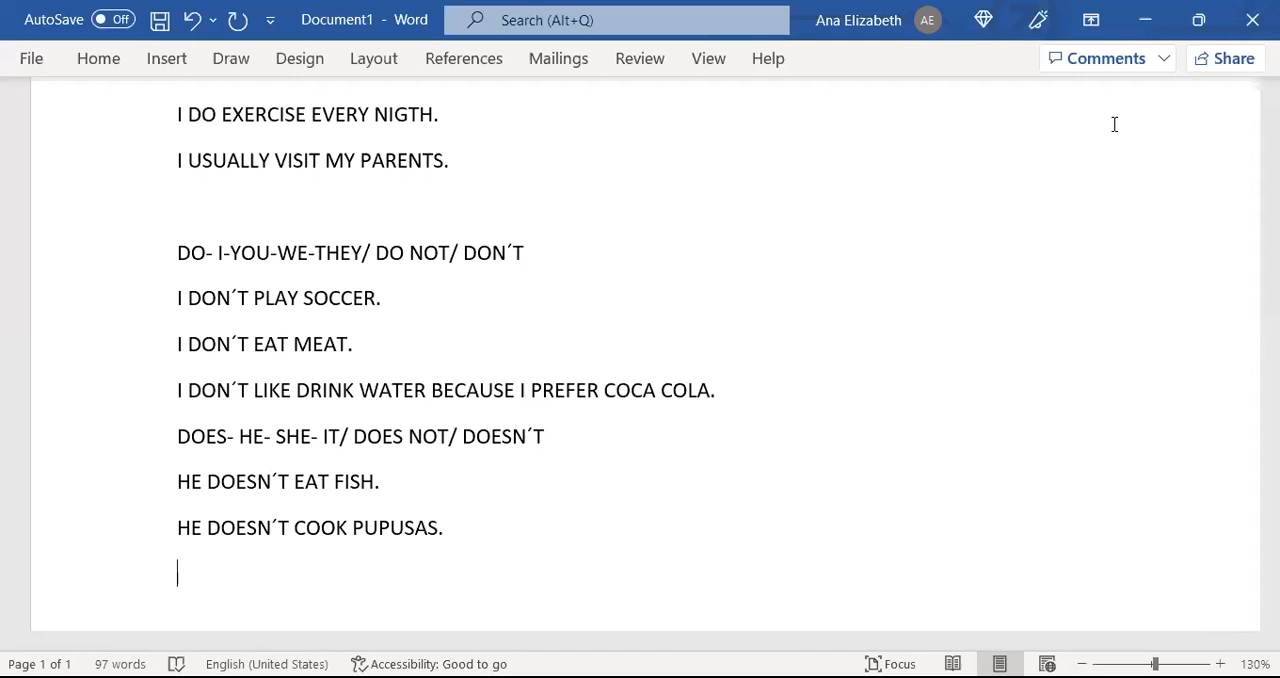 AutoSave Off Document1 - Word Search (Alt+Q) Ana Elizabeth AE
File Home Insert Draw Design Layout References Mailings Review View Help Comments Share
I DO EXERCISE EVERY NIGTH.
I USUALLY VISIT MY PARENTS.
DO- I-YOU-WE-THEY/ DO NOT/ DON´T
I DON´T PLAY SOCCER.
I DON´T EAT MEAT.
I DON´T LIKE DRINK WATER BECAUSE I PREFER COCA COLA.
DOES- HE- SHE- IT/ DOES NOT/ DOESN´T
HE DOESN´T EAT FISH.
HE DOESN´T COOK PUPUSAS.
Page 1 of 1 97 words English (United States) Accessibility: Good to go Focus 130%